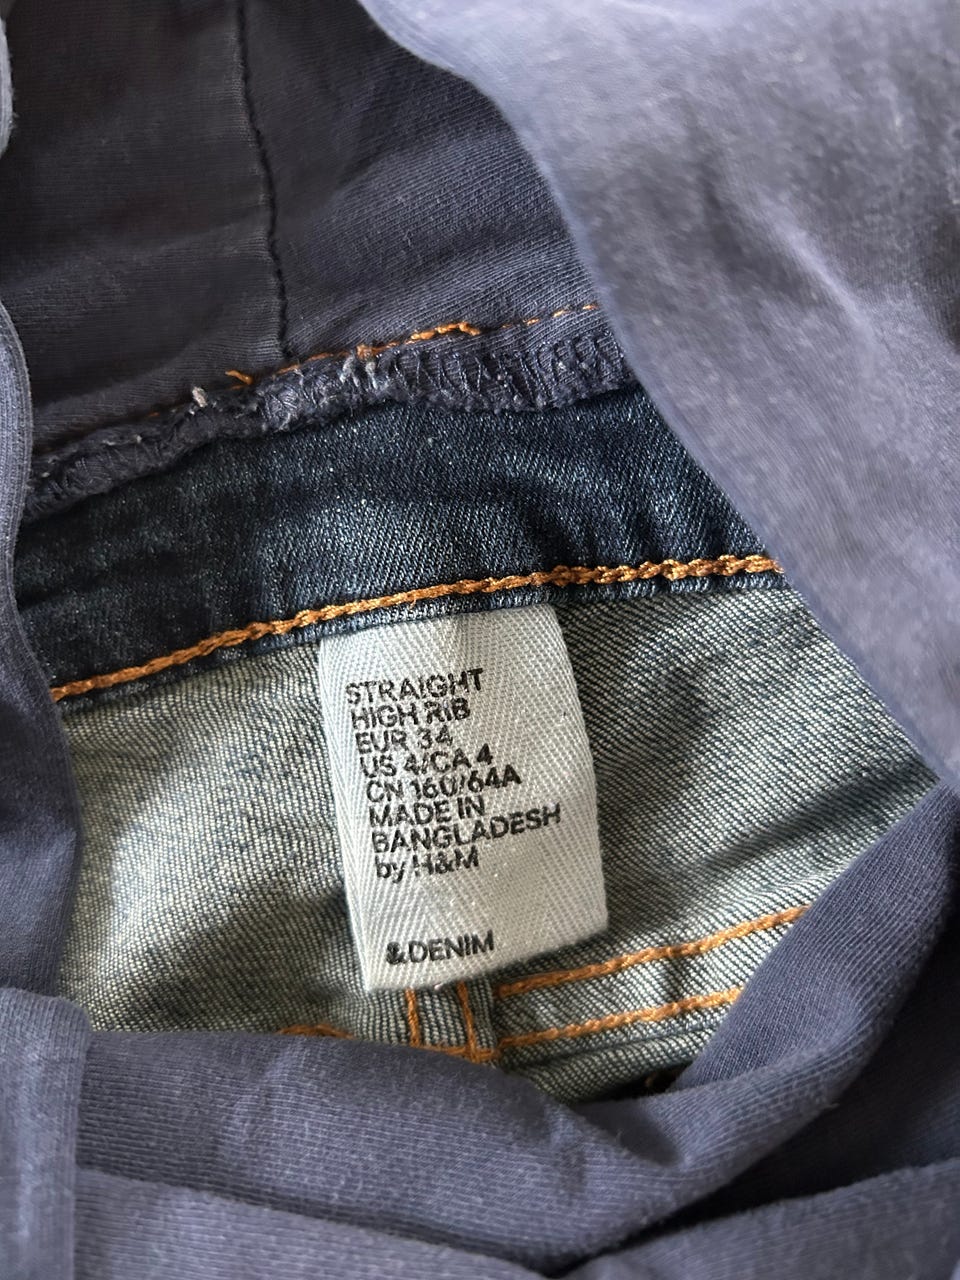 STRAIGHT
HIGH RIB
EUR 34
US 4/CA 4
CN 160/64A
MADE IN
BANGLADESH
by H&M
&DENIM